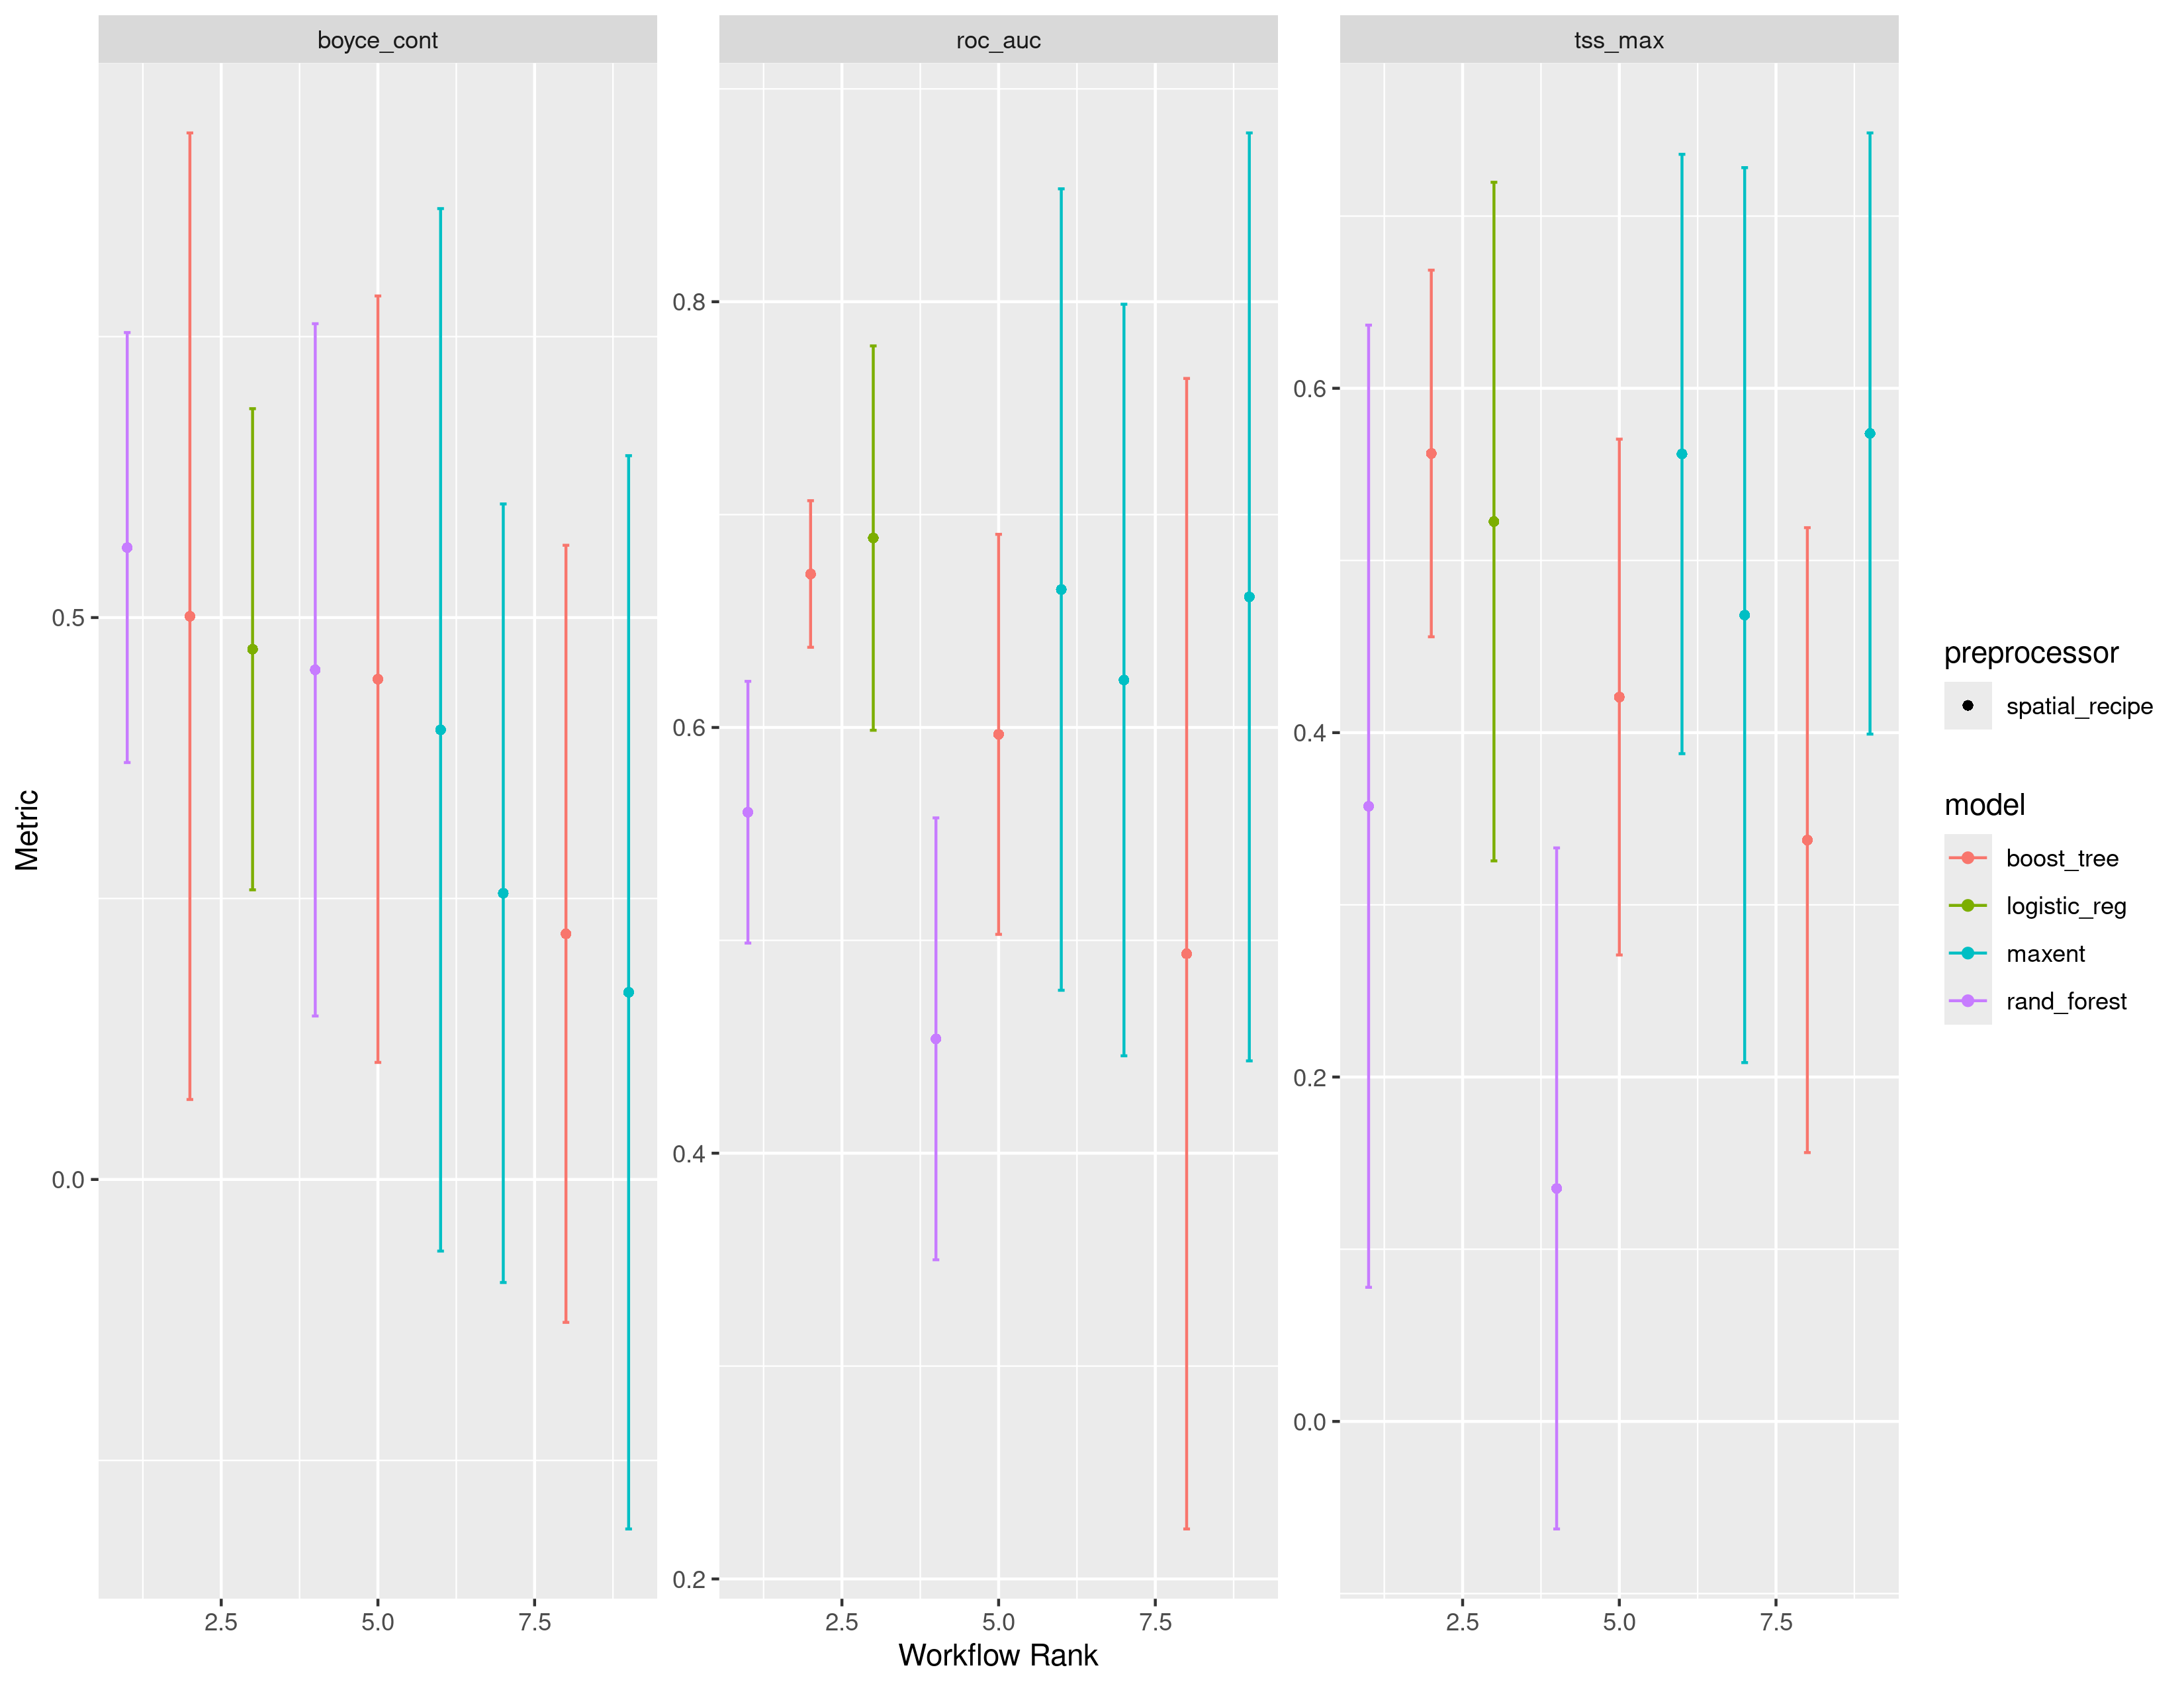 boyce_cont
roc_auc
tss_max
0.5
0.0
0.8
0.6
0.4
0.2
0.6
0.4
0.2
0.0
2.5
5.0
7.5
2.5
5.0
7.5
2.5
5.0
7.5
Metric
Workflow Rank
preprocessor
spatial_recipe
model
boost_tree
logistic_reg
maxent
rand_forest